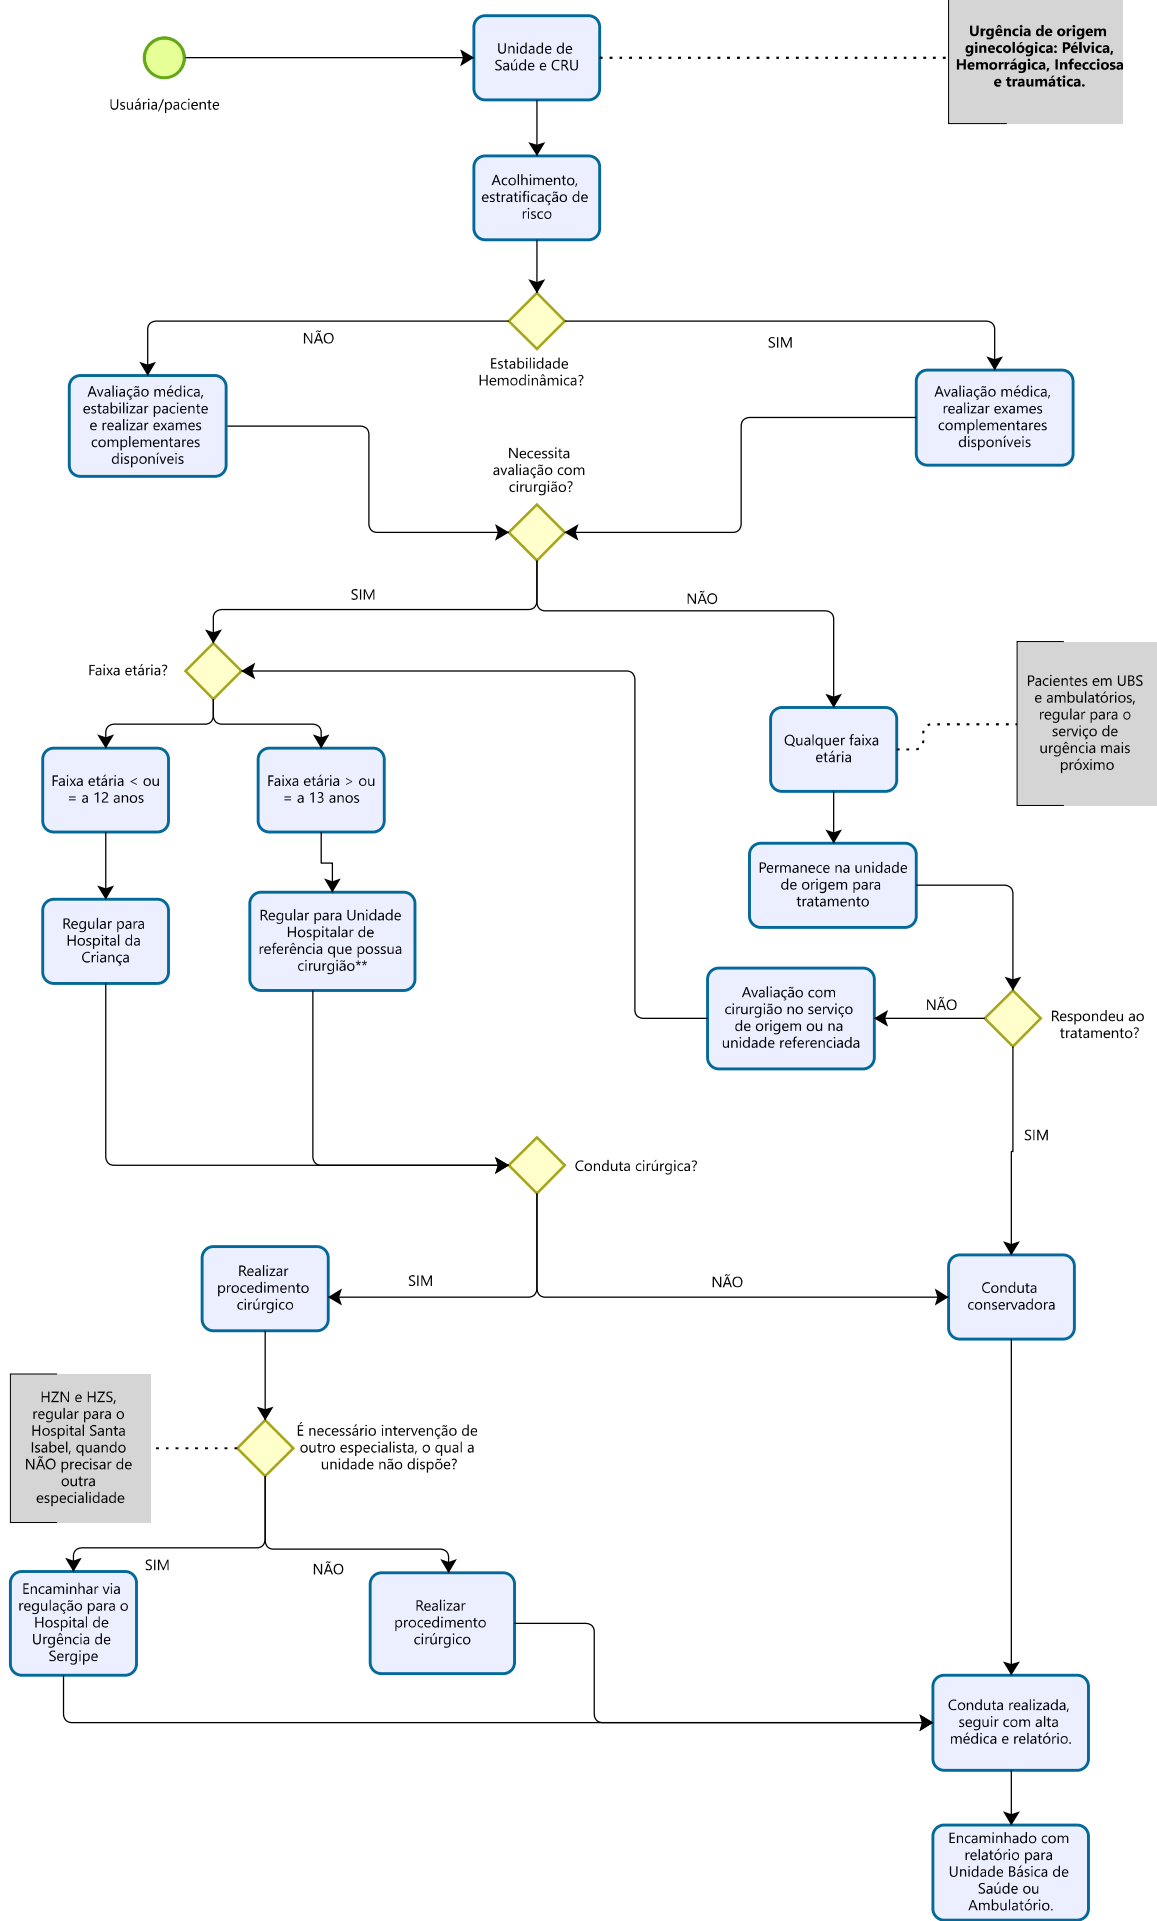 Usuária/paciente
Unidade de
Saúde e CRU
Urgência de origem
ginecológica: Pélvica,
Hemorrágica, Infecciosa
e traumática.
Acolhimento,
estratificação de
risco
NÃO
SIM
Estabilidade
Hemodinâmica?
Avaliação médica,
estabilizar paciente
e realizar exames
complementares
disponíveis
Avaliação médica,
realizar exames
complementares
disponíveis
Necessita
avaliação com
cirurgião?
SIM
NÃO
Faixa etária?
Pacientes em UBS
e ambulatórios,
regular para o
serviço de
urgência mais
próximo
Qualquer faixa
etária
Faixa etária < ou
= a 12 anos
Faixa etária > ou
= a 13 anos
Permanece na unidade
de origem para
tratamento
Regular para
Hospital da
Criança
Regular para Unidade
Hospitalar de
referência que possua
cirurgião**
Avaliação com
cirurgião no serviço
de origem ou na
unidade referenciada
NÃO
Respondeu ao
tratamento?
SIM
Conduta cirúrgica?
Realizar
procedimento
cirúrgico
SIM
NÃO
Conduta
conservadora
HZN e HZS,
regular para o
Hospital Santa
Isabel, quando
NÃO precisar de
outra
especialidade
É necessário intervenção de
outro especialista, o qual a
unidade não dispõe?
SIM
NÃO
Encaminhar via
regulação para o
Hospital de
Urgência de
Sergipe
Realizar
procedimento
cirúrgico
Conduta realizada,
seguir com alta
médica e relatório.
Encaminhado com
relatório para
Unidade Básica de
Saúde ou
Ambulatório.